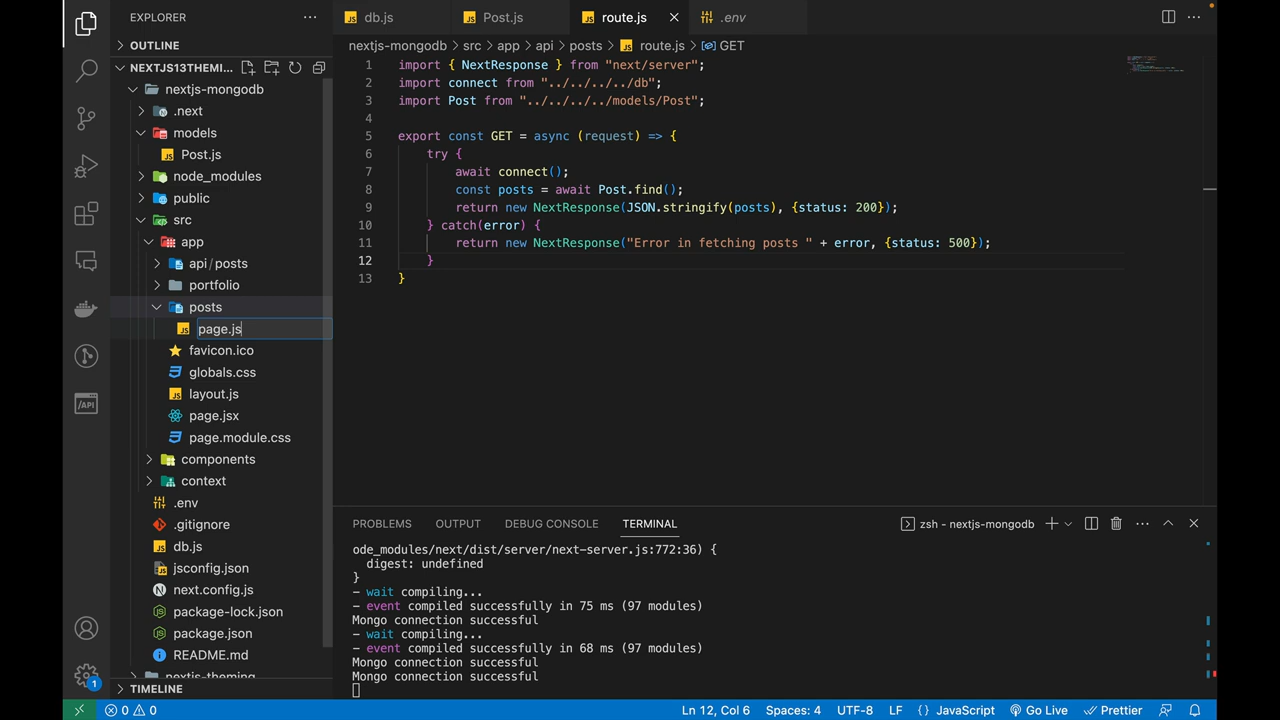 EXPLORER
OUTLINE
NEXTJS13THEMI...
nextjs-mongodb
.next
models
Post.js
node_modules
public
src
app
api/posts
portfolio
posts
page.js
favicon.ico
globals.css
layout.js
page.jsx
page.module.css
components
context
.env
.gitignore
db.js
jsconfig.json
next.config.js
package-lock.json
package.json
README.md
nextjs-theming
TIMELINE
db.js Post.js route.js .env
nextjs-mongodb > src > app > api > posts > route.js > GET
1 import { NextResponse } from "next/server";
2 import connect from "../../../../db";
3 import Post from "../../../../models/Post";
4
5 export const GET = async (request) => {
6 try {
7 await connect();
8 const posts = await Post.find();
9 return new NextResponse(JSON.stringify(posts), {status: 200});
10 } catch(error) {
11 return new NextResponse("Error in fetching posts " + error, {status: 500});
12 }
13 }
PROBLEMS OUTPUT DEBUG CONSOLE TERMINAL zsh - nextjs-mongodb
ode_modules/next/dist/server/next-server.js:772:36) {
digest: undefined
}
- wait compiling...
- event compiled successfully in 75 ms (97 modules)
Mongo connection successful
- wait compiling...
- event compiled successfully in 68 ms (97 modules)
Mongo connection successful
Mongo connection successful
/API
1
0 0 Ln 12, Col 6 Spaces: 4 UTF-8 LF {} JavaScript Go Live Prettier